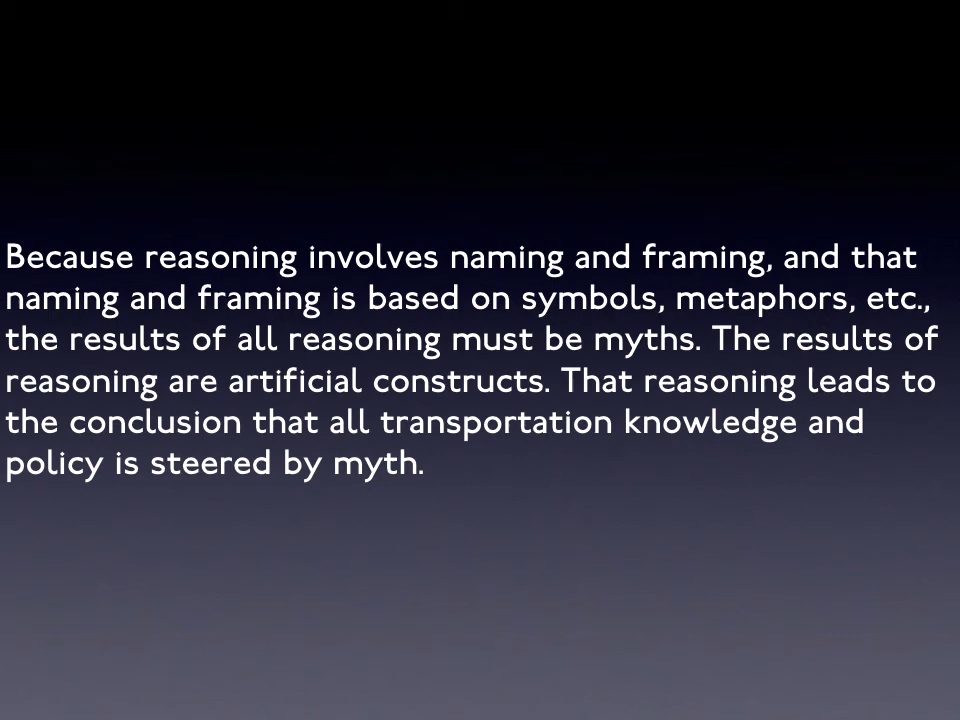 Because reasoning involves naming and framing, and that
naming and framing is based on symbols, metaphors, etc.,
the results of all reasoning must be myths. The results of
reasoning are artificial constructs. That reasoning leads to
the conclusion that all transportation knowledge and
policy is steered by myth.